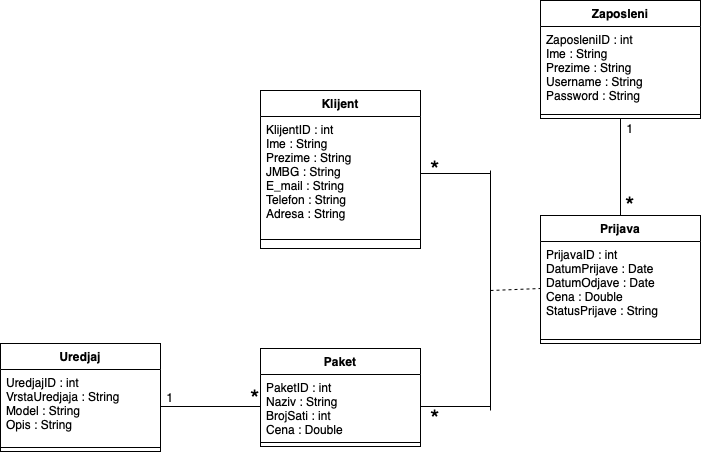 Zaposleni
ZaposleniID : int
Ime : String
Prezime : String
Username : String
Password : String
1
*
Klijent
KlijentID : int
Ime : String
Prezime : String
JMBG : String
E_mail : String
Telefon : String
Adresa : String
*
Prijava
PrijavaID : int
DatumPrijave : Date
DatumOdjave : Date
Cena : Double
StatusPrijave : String
Uredjaj
UredjajID : int
VrstaUredjaja : String
Model : String
Opis : String
1
*
Paket
PaketID : int
Naziv : String
BrojSati : int
Cena : Double
*